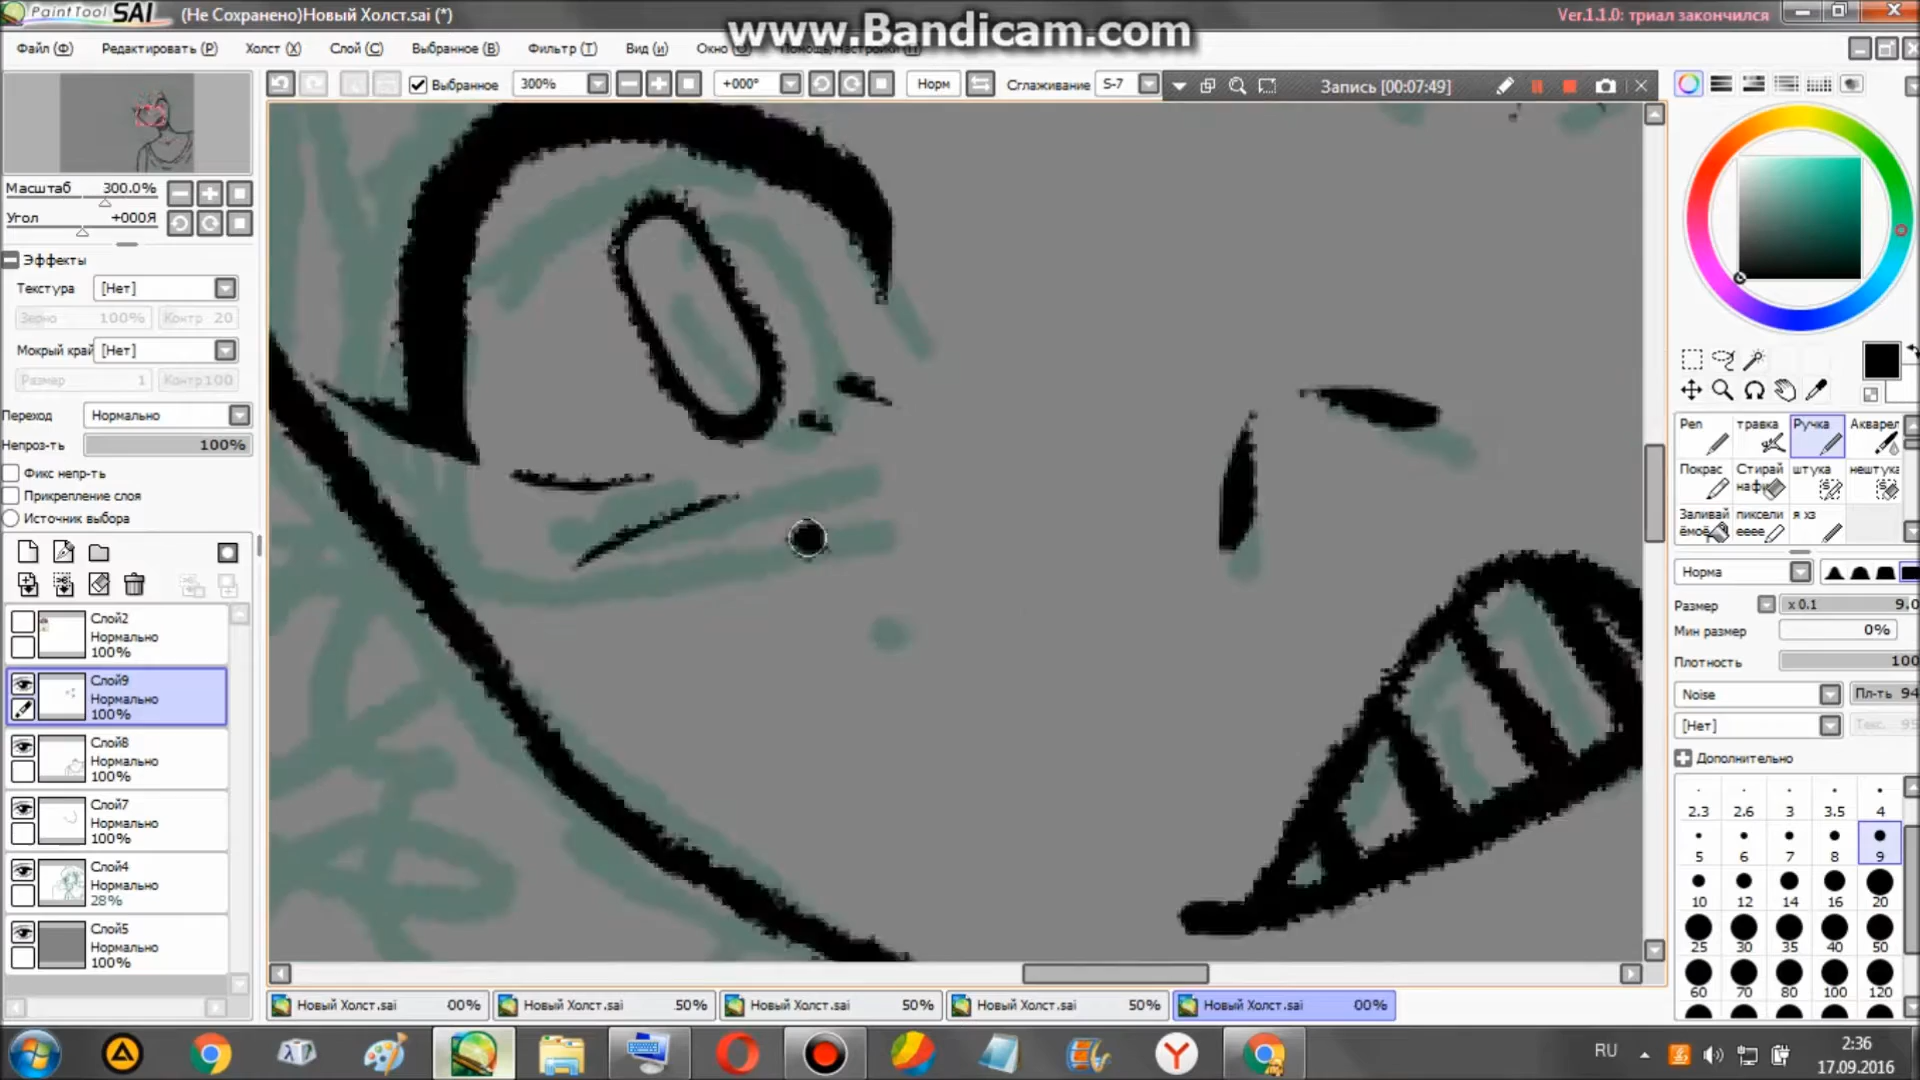 PaintTool SAI (Не Сохранено)Новый Холст.sai (*)
www.Bandicam.com
Ver.1.1.0: триал закончился
Файл (Ф) Редактировать (Р) Холст (X) Слой (С) Выбранное (В) Фильтр (Т) Вид (и) Окно
Выбранное 300% +000° Норм Сглаживание S-7 Запись [00:07:49]
Масштаб 300.0%
Угол +000Я
Эффекты
Текстура [Нет]
Зерно 100% Контр 20
Мокрый край [Нет]
Размер 1 Контр 100
Переход Нормально
Непроз-ть 100%
Фикс непр-ть
Прикрепление слоя
Источник выбора
Слой2
Нормально
100%
Слой9
Нормально
100%
Слой8
Нормально
100%
Слой7
Нормально
100%
Слой4
Нормально
28%
Слой5
Нормально
100%
Pen травка Ручка Акварел
Покрас Стирай нафи штука нештука
Заливай ёмоё пиксели ееее я хз
Норма
Размер x 0.1 9.0
Мин размер 0%
Плотность 100
Noise Пл-ть 94
[Нет] Текс. 95
Дополнительно
2.3 2.6 3 3.5 4
5 6 7 8 9
10 12 14 16 20
25 30 35 40 50
60 70 80 100 120
Новый Холст.sai 00% Новый Холст.sai 50% Новый Холст.sai 50% Новый Холст.sai 50% Новый Холст.sai 00%
RU
2:36
17.09.2016